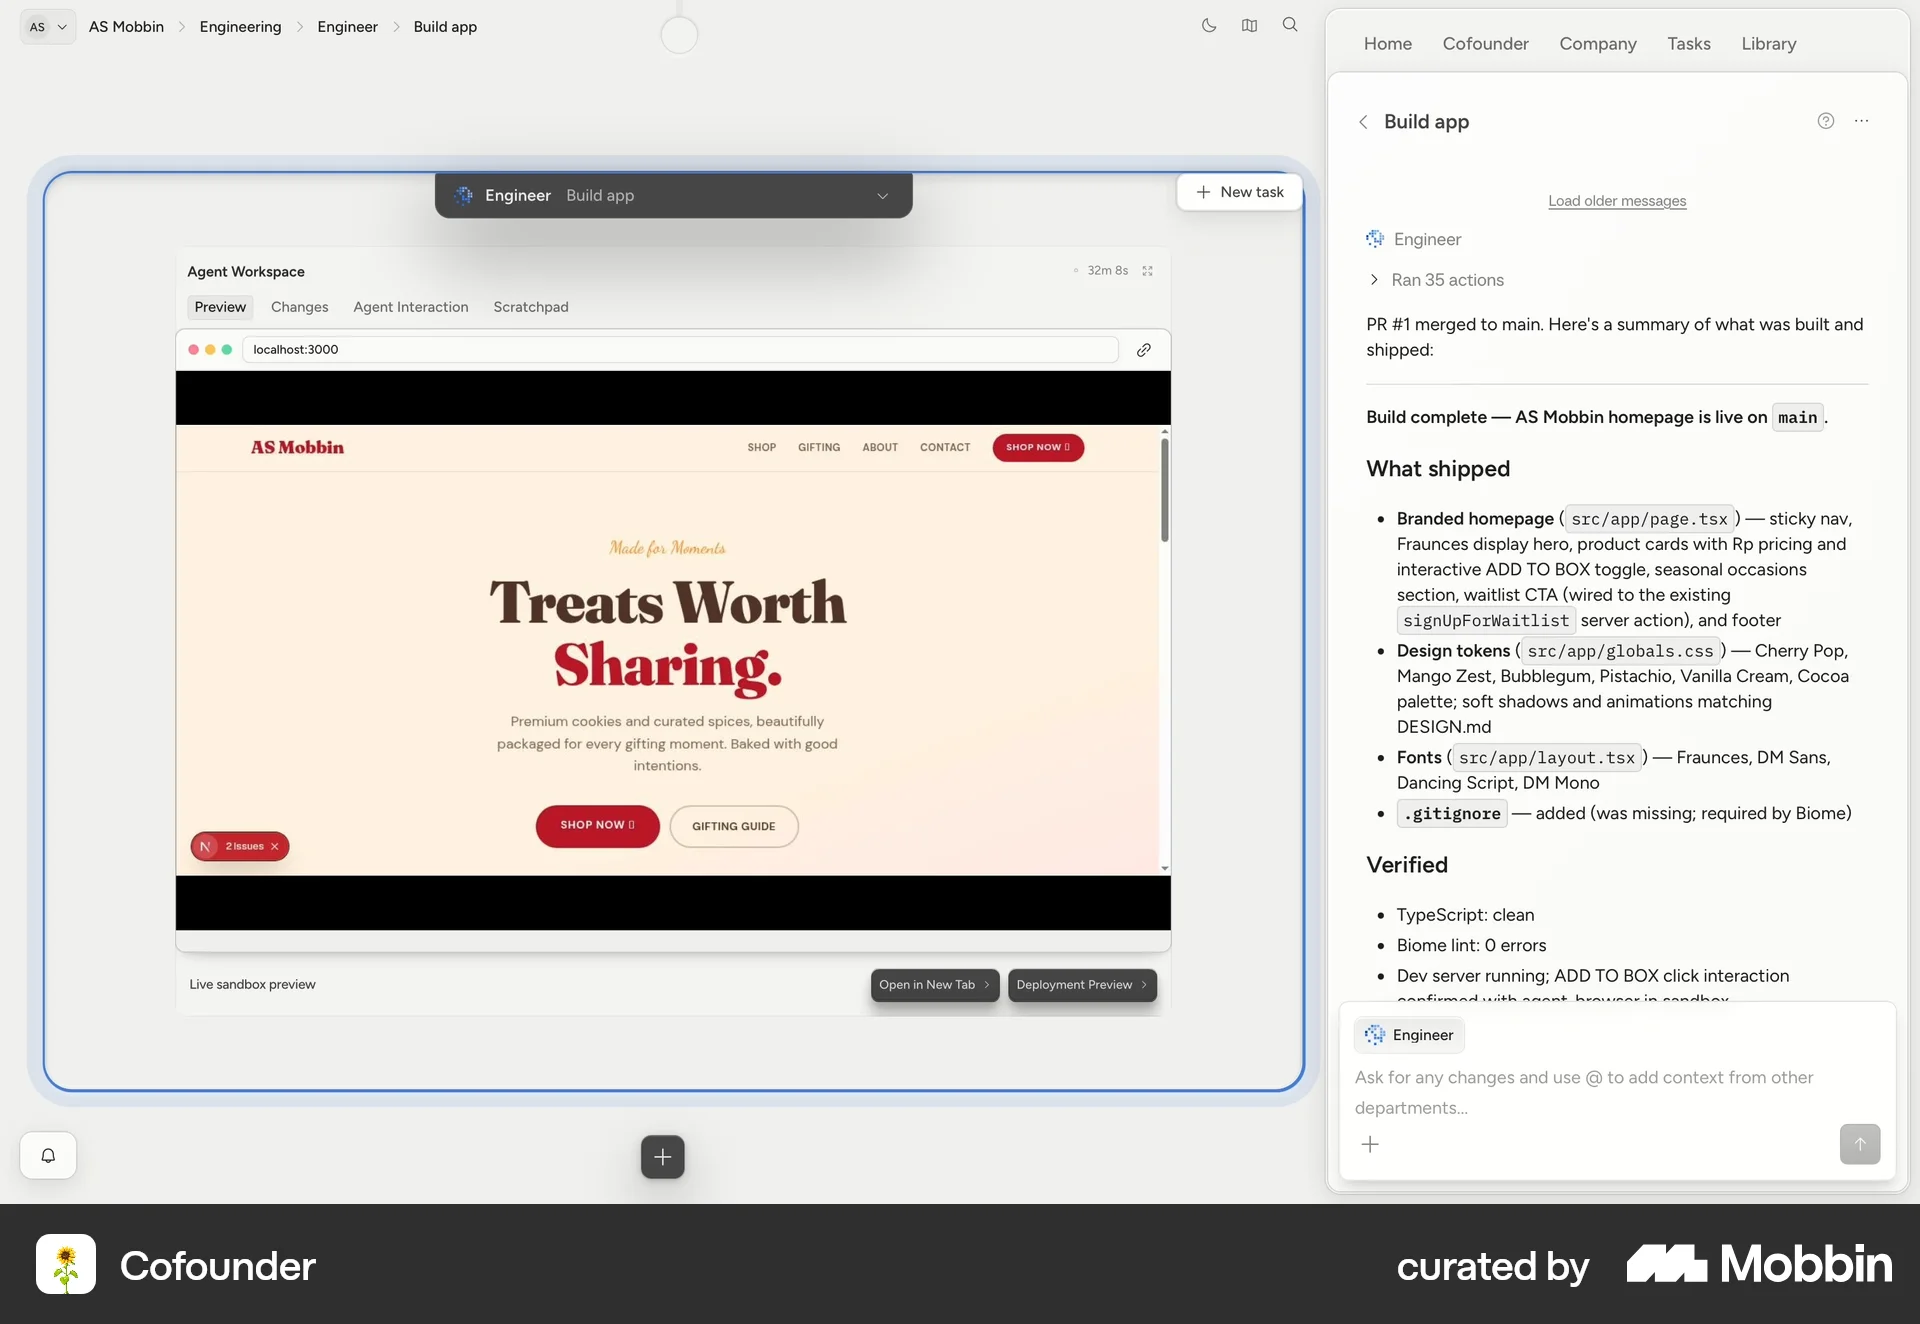 AS
AS Mobbin
Engineering
Engineer
Build app
Engineer Build app
New task
Agent Workspace
32m 8s
Preview
Changes
Agent Interaction
Scratchpad
localhost:3000
AS Mobbin
SHOP
GIFTING
ABOUT
CONTACT
SHOP NOW
Made for Moments
Treats Worth
Sharing.
Premium cookies and curated spices, beautifully
packaged for every gifting moment. Baked with good
intentions.
SHOP NOW
GIFTING GUIDE
N 2 Issues
Live sandbox preview
Open in New Tab
Deployment Preview
Home
Cofounder
Company
Tasks
Library
Build app
Load older messages
Engineer
Ran 35 actions
PR #1 merged to main. Here's a summary of what was built and
shipped:
Build complete — AS Mobbin homepage is live on main.
What shipped
• Branded homepage (src/app/page.tsx) — sticky nav,
Fraunces display hero, product cards with Rp pricing and
interactive ADD TO BOX toggle, seasonal occasions
section, waitlist CTA (wired to the existing
signUpForWaitlist server action), and footer
• Design tokens (src/app/globals.css) — Cherry Pop,
Mango Zest, Bubblegum, Pistachio, Vanilla Cream, Cocoa
palette; soft shadows and animations matching
DESIGN.md
• Fonts (src/app/layout.tsx) — Fraunces, DM Sans,
Dancing Script, DM Mono
• .gitignore — added (was missing; required by Biome)
Verified
• TypeScript: clean
• Biome lint: 0 errors
• Dev server running; ADD TO BOX click interaction
confirmed with agent-browser in sandbox
Engineer
Ask for any changes and use @ to add context from other
departments...
Cofounder
curated by Mobbin